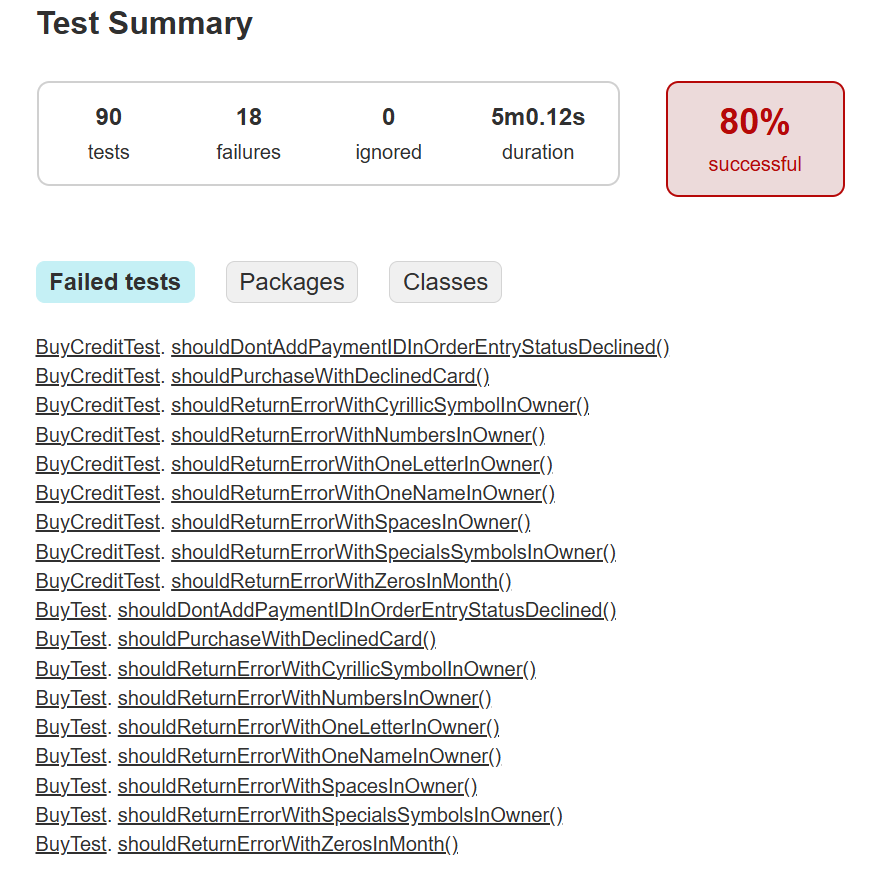 Test Summary
90 18 0 5m0.12s
tests failures ignored duration
80%
successful
Failed tests Packages Classes
BuyCreditTest. shouldDontAddPaymentIDInOrderEntryStatusDeclined()
BuyCreditTest. shouldPurchaseWithDeclinedCard()
BuyCreditTest. shouldReturnErrorWithCyrillicSymbolInOwner()
BuyCreditTest. shouldReturnErrorWithNumbersInOwner()
BuyCreditTest. shouldReturnErrorWithOneLetterInOwner()
BuyCreditTest. shouldReturnErrorWithOneNameInOwner()
BuyCreditTest. shouldReturnErrorWithSpacesInOwner()
BuyCreditTest. shouldReturnErrorWithSpecialsSymbolsInOwner()
BuyCreditTest. shouldReturnErrorWithZerosInMonth()
BuyTest. shouldDontAddPaymentIDInOrderEntryStatusDeclined()
BuyTest. shouldPurchaseWithDeclinedCard()
BuyTest. shouldReturnErrorWithCyrillicSymbolInOwner()
BuyTest. shouldReturnErrorWithNumbersInOwner()
BuyTest. shouldReturnErrorWithOneLetterInOwner()
BuyTest. shouldReturnErrorWithOneNameInOwner()
BuyTest. shouldReturnErrorWithSpacesInOwner()
BuyTest. shouldReturnErrorWithSpecialsSymbolsInOwner()
BuyTest. shouldReturnErrorWithZerosInMonth()